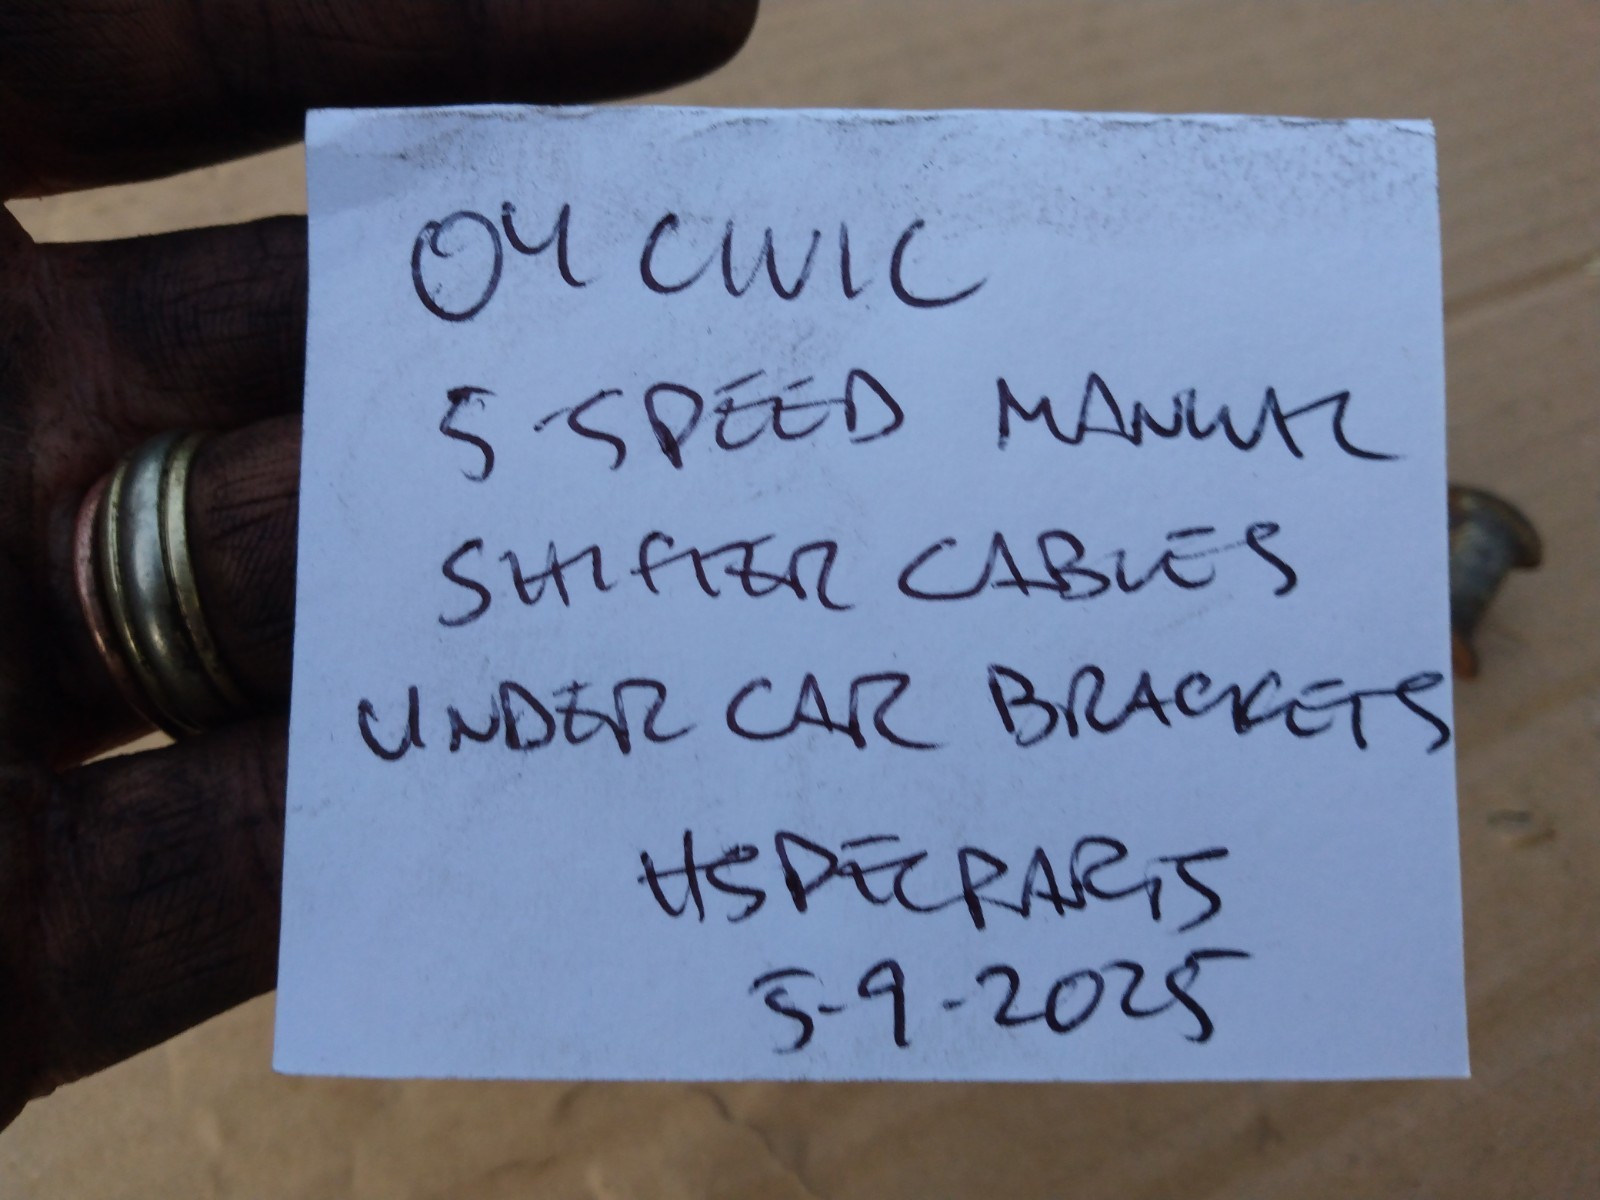 04 CIVIC
5-SPEED MANUAL
SHIFTER CABLES
UNDER CAR BRACKETS
HSPECPARTS
5-9-2025